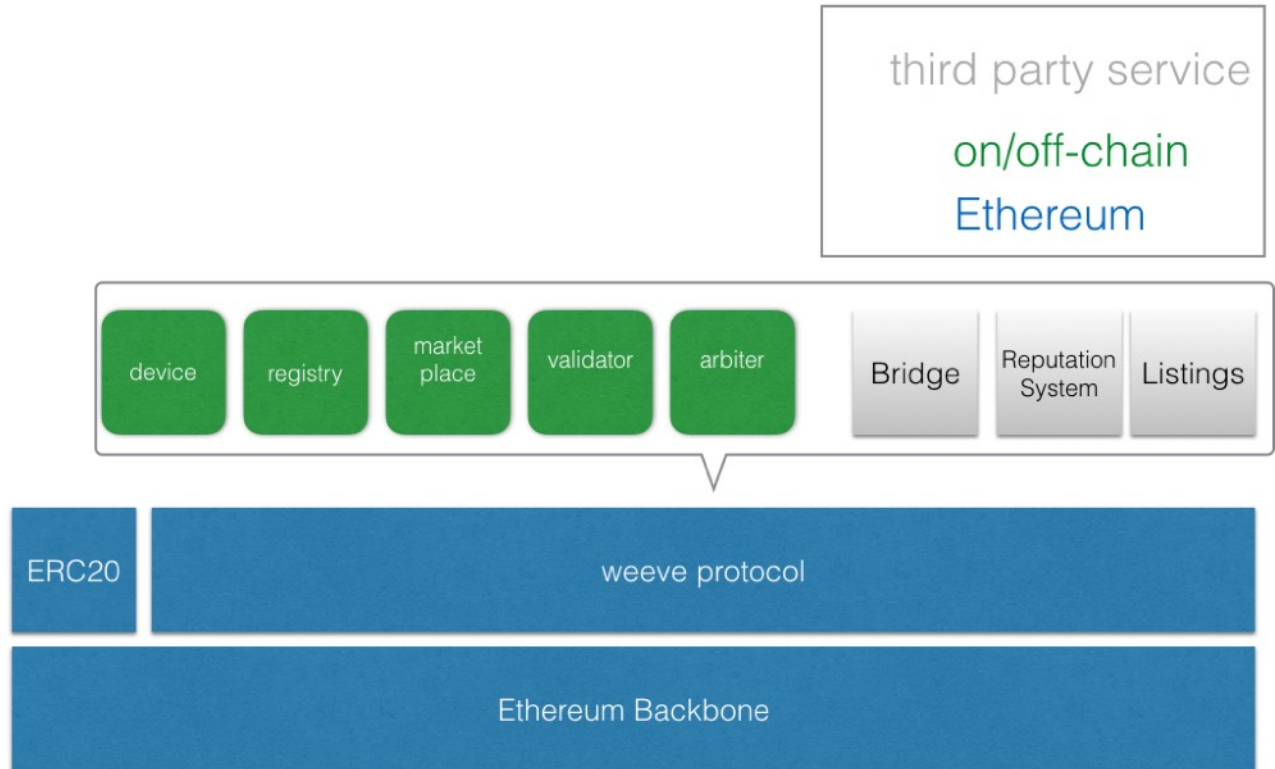 third party service
on/off-chain
Ethereum
device
registry
market
place
validator
arbiter
Bridge
Reputation
System
Listings
ERC20
weeve protocol
Ethereum Backbone